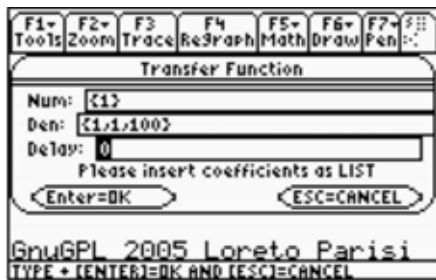 F1▾ F2▾ F3 F4 F5▾ F6▾ F7▾
Tools Zoom Trace ReGraph Math Draw Pen
Transfer Function
Num: {1}
Den: {1,1,100}
Delay: 0
Please insert coefficients as LIST
Enter=OK ESC=CANCEL
GnuGPL 2005 Loreto Parisi
TYPE + [ENTER]=OK AND [ESC]=CANCEL